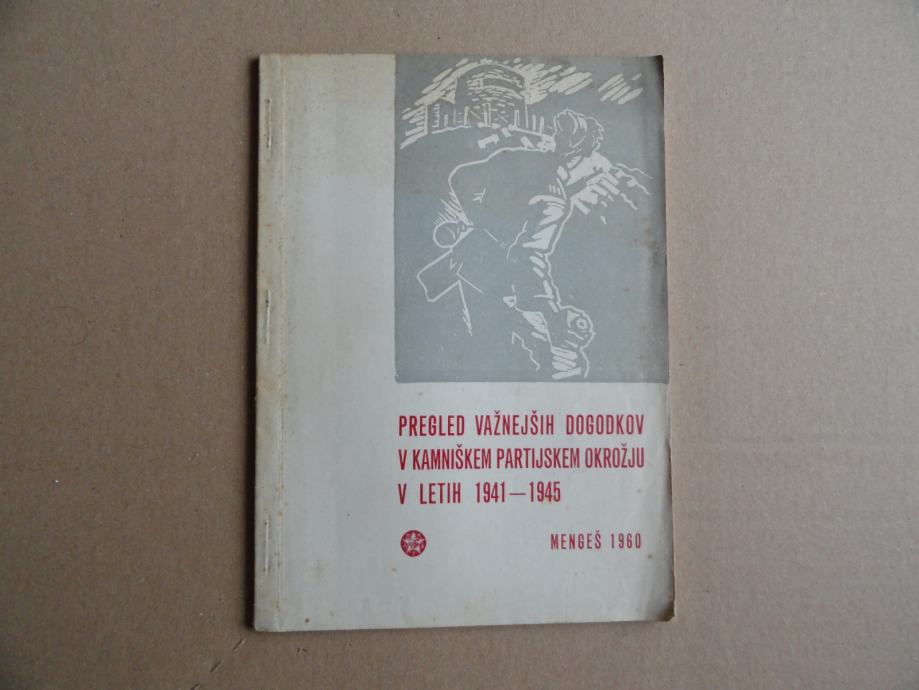 PREGLED VAŽNEJŠIH DOGODKOV
V KAMNIŠKEM PARTIJSKEM OKROŽJU
V LETIH 1941—1945
MENGEŠ 1960